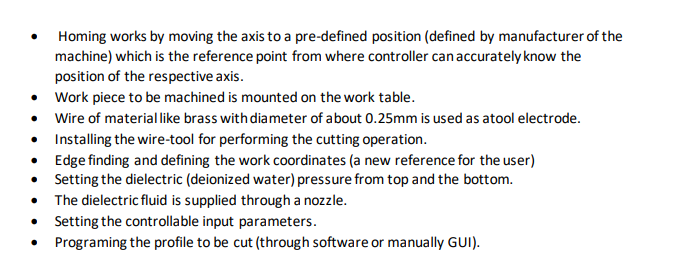 • Homing works by moving the axis to a pre-defined position (defined by manufacturer of the
machine) which is the reference point from where controller can accurately know the
position of the respective axis.
• Work piece to be machined is mounted on the work table.
• Wire of material like brass with diameter of about 0.25mm is used as atool electrode.
• Installing the wire-tool for performing the cutting operation.
• Edge finding and defining the work coordinates (a new reference for the user)
• Setting the dielectric (deionized water) pressure from top and the bottom.
• The dielectric fluid is supplied through a nozzle.
• Setting the controllable input parameters.
• Programing the profile to be cut (through software or manually GUI).